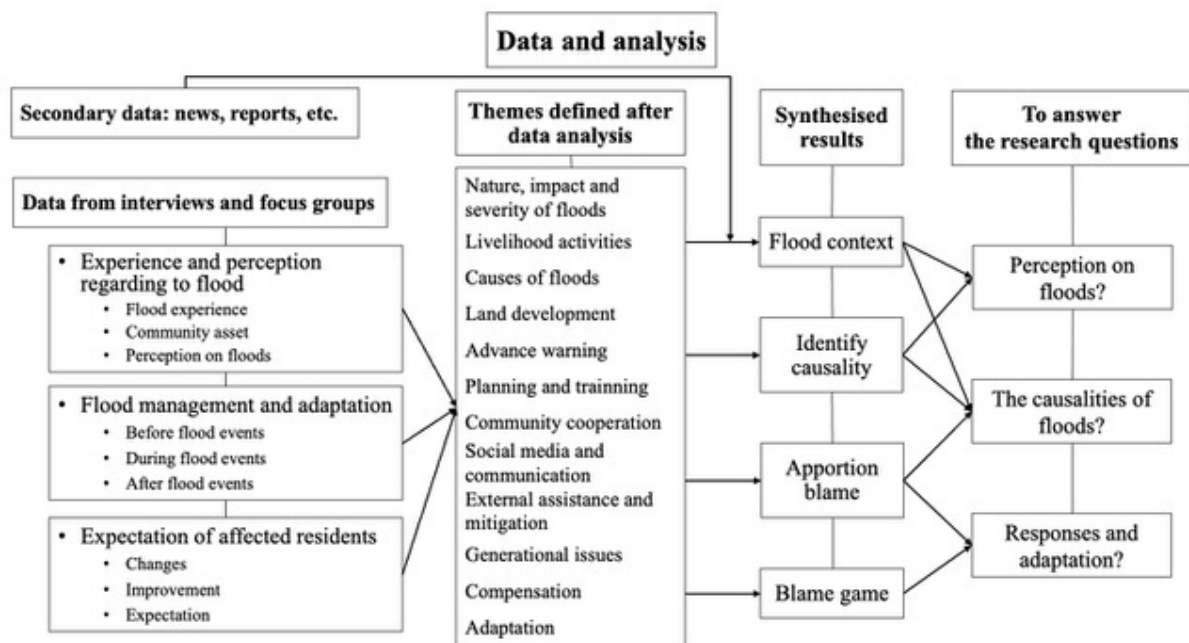 Data and analysis
Secondary data: news, reports, etc.
Data from interviews and focus groups
• Experience and perception
regarding to flood
• Flood experience
• Community asset
• Perception on floods
• Flood management and adaptation
• Before flood events
• During flood events
• After flood events
• Expectation of affected residents
• Changes
• Improvement
• Expectation
Themes defined after
data analysis
Nature, impact and
severity of floods
Livelihood activities
Causes of floods
Land development
Advance warning
Planning and trainning
Community cooperation
Social media and
communication
External assistance and
mitigation
Generational issues
Compensation
Adaptation
Synthesised
results
Flood context
Identify
causality
Apportion
blame
Blame game
To answer
the research questions
Perception on
floods?
The causalities of
floods?
Responses and
adaptation?